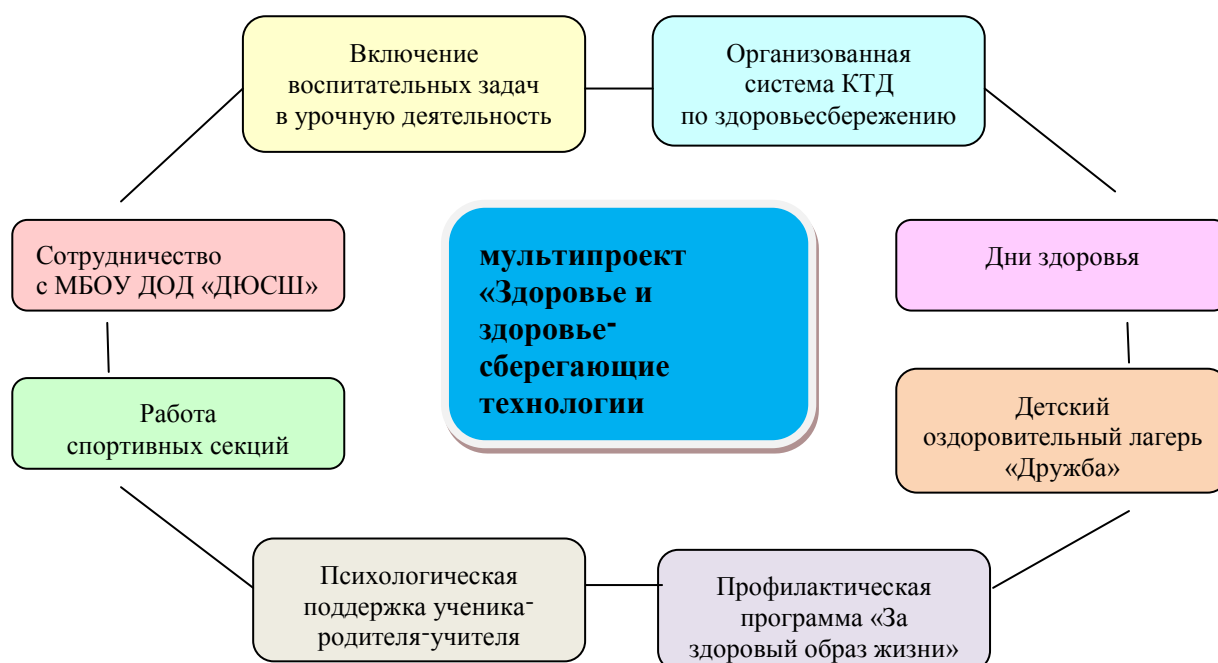 Включение
воспитательных задач
в урочную деятельность
Организованная
система КТД
по здоровьесбережению
Сотрудничество
с МБОУ ДОД «ДЮСШ»
мультипроект
«Здоровье и
здоровье-
сберегающие
технологии
Дни здоровья
Работа
спортивных секций
Детский
оздоровительный лагерь
«Дружба»
Психологическая
поддержка ученика-
родителя-учителя
Профилактическая
программа «За
здоровый образ жизни»